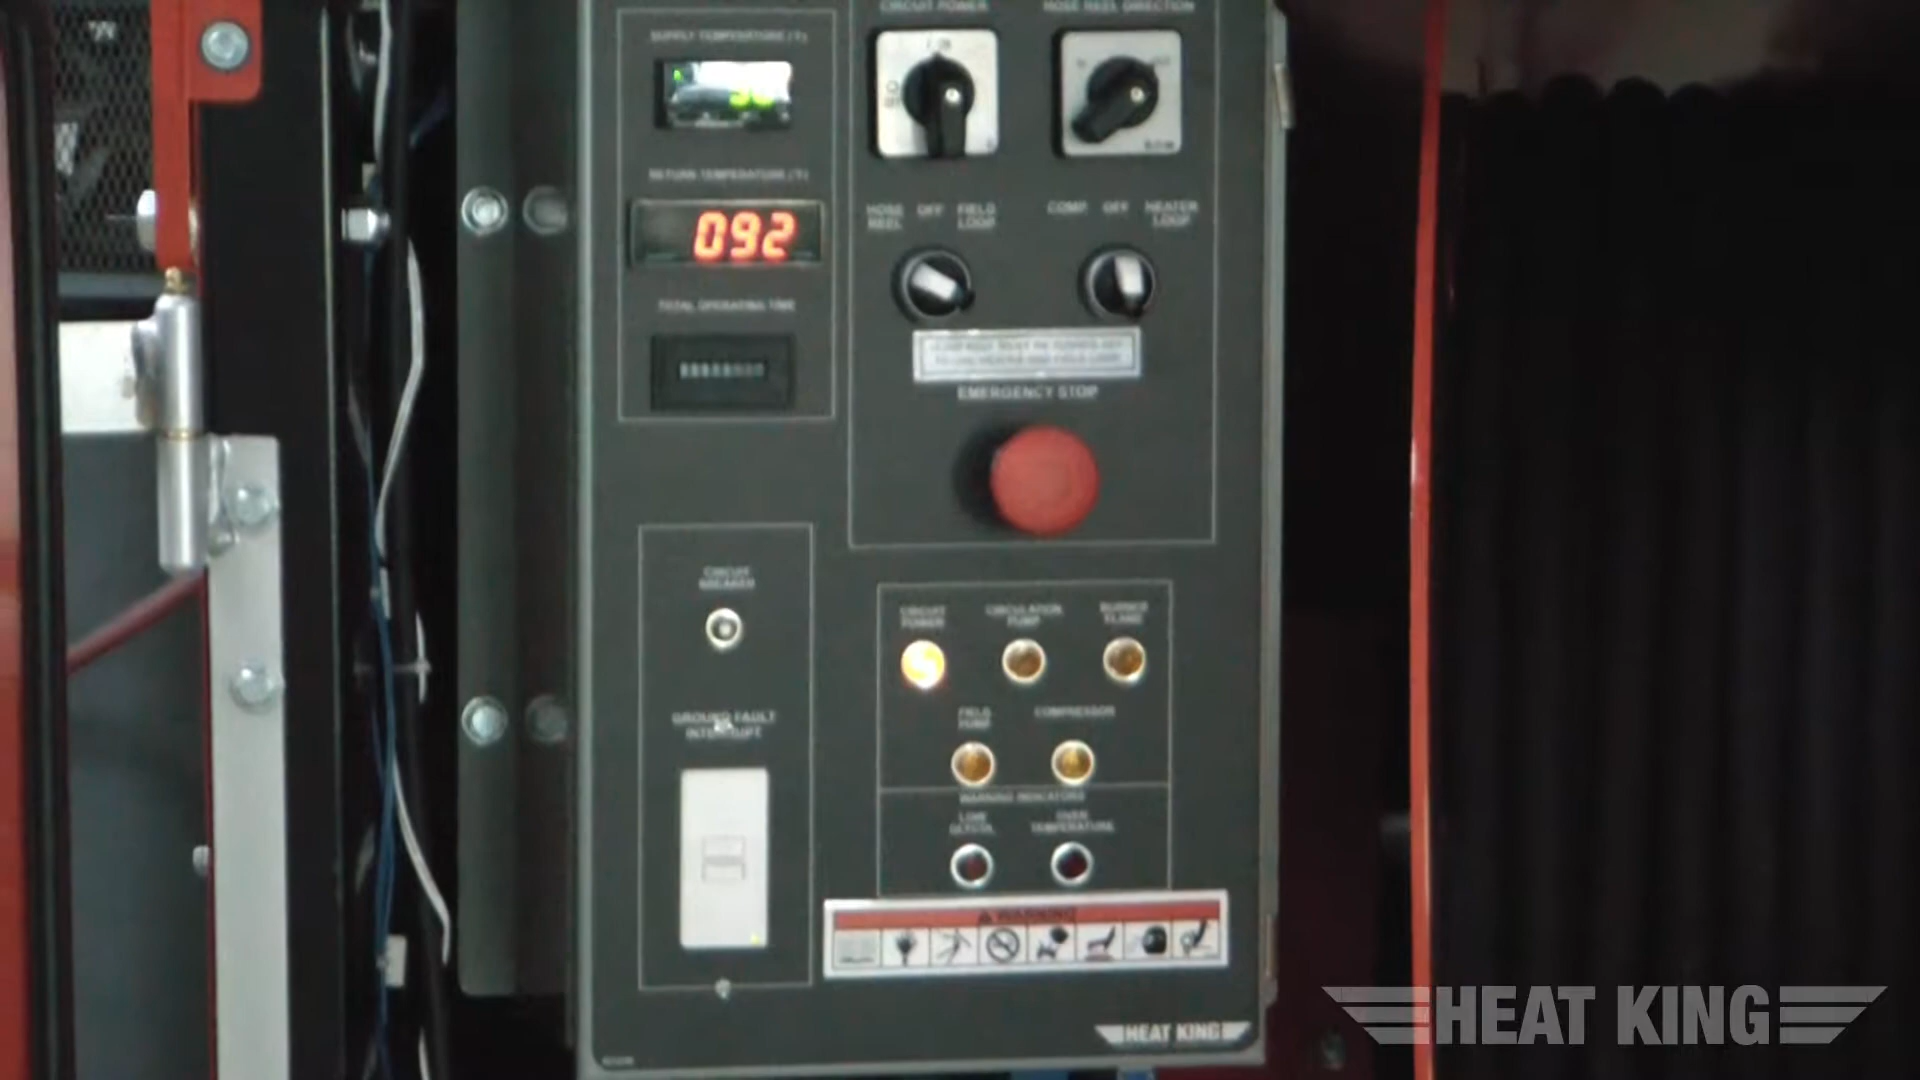 CIRCUIT POWER
HOSE REEL DIRECTION
SUPPLY TEMPERATURE (°F)
RETURN TEMPERATURE (°F)
092
TOTAL OPERATING TIME
HOSE REEL
OFF
FIELD LOOP
COMP.
OFF
HEATER LOOP
EMERGENCY STOP
CIRCUIT
BREAKER
GROUND FAULT
INTERRUPT
CIRCUIT
POWER
CIRCULATION
PUMP
BURNER
FLAME
FIELD
PUMP
COMPRESSOR
WARNING INDICATORS
LOW
GLYCOL
OVER
TEMPERATURE
WARNING
HEAT KING
HEAT KING